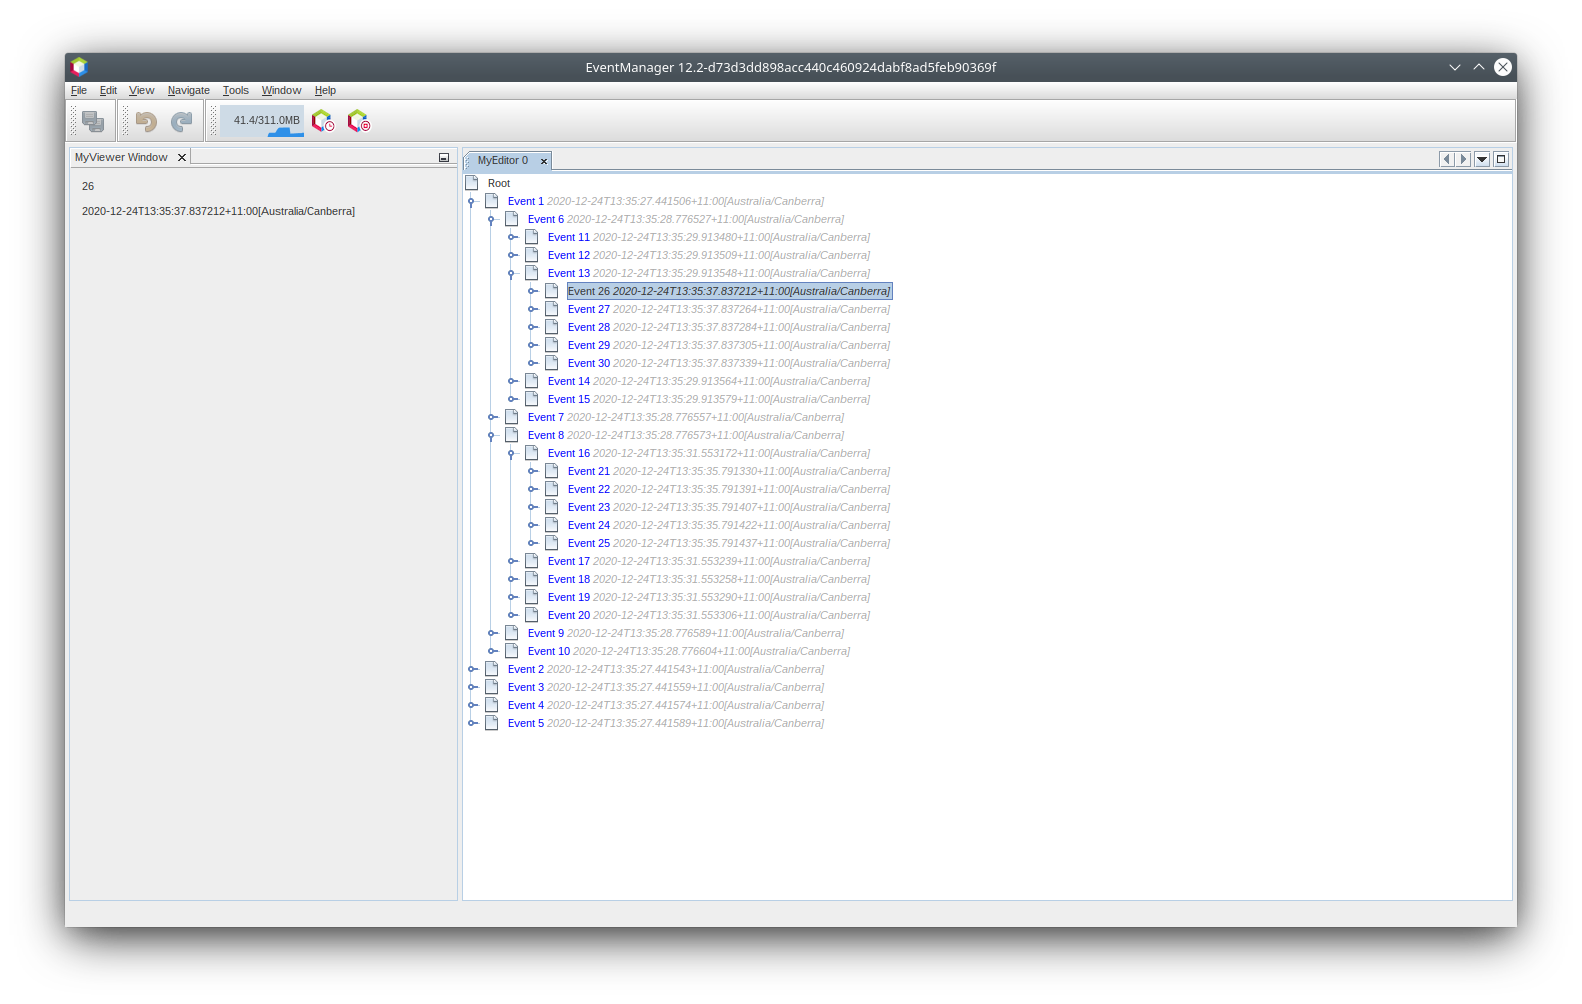 EventManager 12.2-d73d3dd898acc440c460924dabf8ad5feb90369f
File Edit View Navigate Tools Window Help
41.4/311.0MB
MyViewer Window
26
2020-12-24T13:35:37.837212+11:00[Australia/Canberra]
MyEditor 0
Root
Event 1 2020-12-24T13:35:27.441506+11:00[Australia/Canberra]
Event 6 2020-12-24T13:35:28.776527+11:00[Australia/Canberra]
Event 11 2020-12-24T13:35:29.913480+11:00[Australia/Canberra]
Event 12 2020-12-24T13:35:29.913509+11:00[Australia/Canberra]
Event 13 2020-12-24T13:35:29.913548+11:00[Australia/Canberra]
Event 26 2020-12-24T13:35:37.837212+11:00[Australia/Canberra]
Event 27 2020-12-24T13:35:37.837264+11:00[Australia/Canberra]
Event 28 2020-12-24T13:35:37.837284+11:00[Australia/Canberra]
Event 29 2020-12-24T13:35:37.837305+11:00[Australia/Canberra]
Event 30 2020-12-24T13:35:37.837339+11:00[Australia/Canberra]
Event 14 2020-12-24T13:35:29.913564+11:00[Australia/Canberra]
Event 15 2020-12-24T13:35:29.913579+11:00[Australia/Canberra]
Event 7 2020-12-24T13:35:28.776557+11:00[Australia/Canberra]
Event 8 2020-12-24T13:35:28.776573+11:00[Australia/Canberra]
Event 16 2020-12-24T13:35:31.553172+11:00[Australia/Canberra]
Event 21 2020-12-24T13:35:35.791330+11:00[Australia/Canberra]
Event 22 2020-12-24T13:35:35.791391+11:00[Australia/Canberra]
Event 23 2020-12-24T13:35:35.791407+11:00[Australia/Canberra]
Event 24 2020-12-24T13:35:35.791422+11:00[Australia/Canberra]
Event 25 2020-12-24T13:35:35.791437+11:00[Australia/Canberra]
Event 17 2020-12-24T13:35:31.553239+11:00[Australia/Canberra]
Event 18 2020-12-24T13:35:31.553258+11:00[Australia/Canberra]
Event 19 2020-12-24T13:35:31.553290+11:00[Australia/Canberra]
Event 20 2020-12-24T13:35:31.553306+11:00[Australia/Canberra]
Event 9 2020-12-24T13:35:28.776589+11:00[Australia/Canberra]
Event 10 2020-12-24T13:35:28.776604+11:00[Australia/Canberra]
Event 2 2020-12-24T13:35:27.441543+11:00[Australia/Canberra]
Event 3 2020-12-24T13:35:27.441559+11:00[Australia/Canberra]
Event 4 2020-12-24T13:35:27.441574+11:00[Australia/Canberra]
Event 5 2020-12-24T13:35:27.441589+11:00[Australia/Canberra]